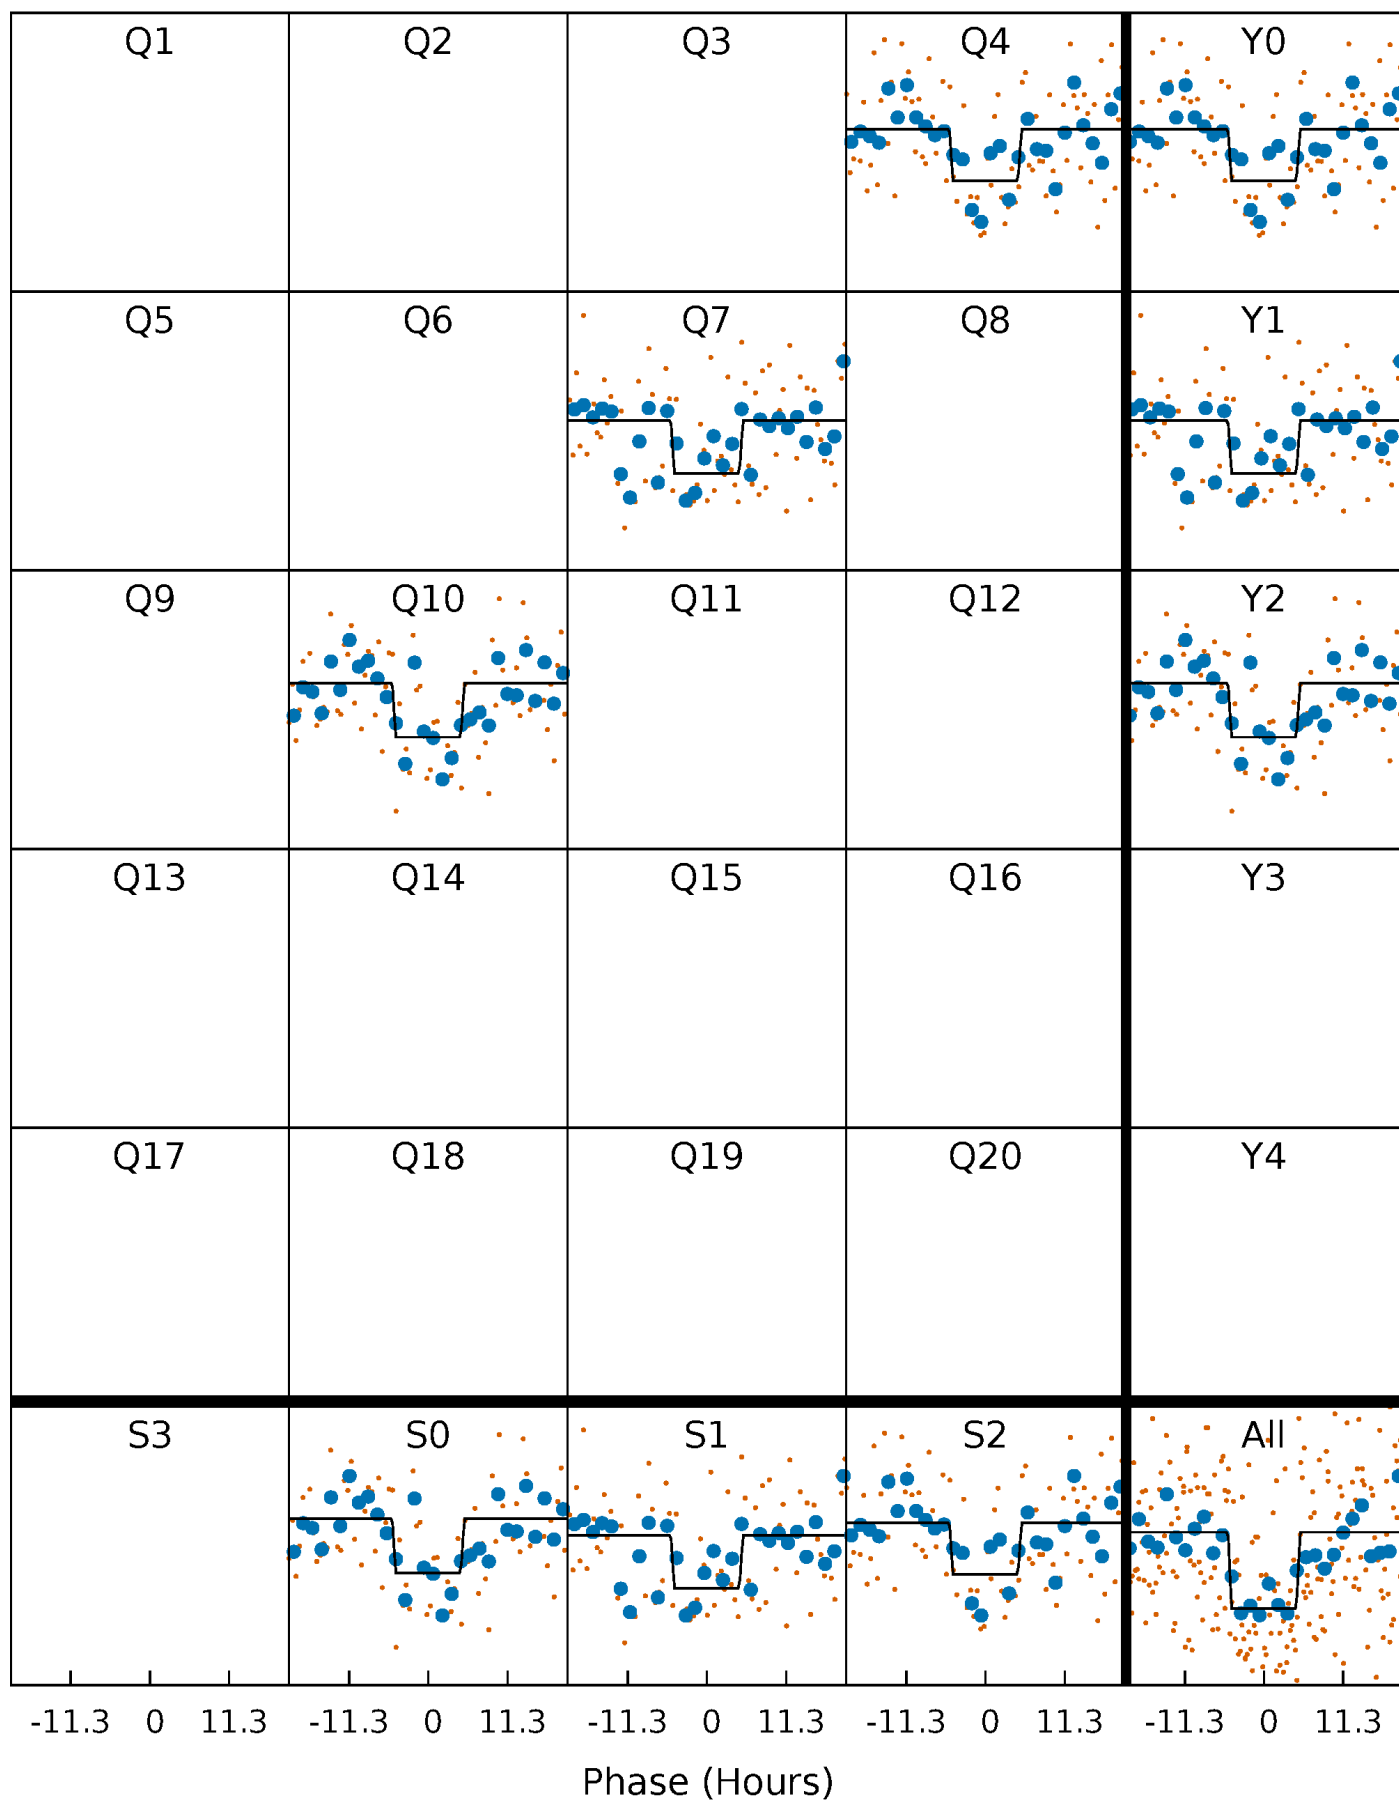 Q1 Q2 Q3 Q4 Y0
Q5 Q6 Q7 Q8 Y1
Q9 Q10 Q11 Q12 Y2
Q13 Q14 Q15 Q16 Y3
Q17 Q18 Q19 Q20 Y4
S3 S0 S1 S2 All
-11.3 0 11.3 -11.3 0 11.3 -11.3 0 11.3 -11.3 0 11.3 -11.3 0 11.3
Phase (Hours)